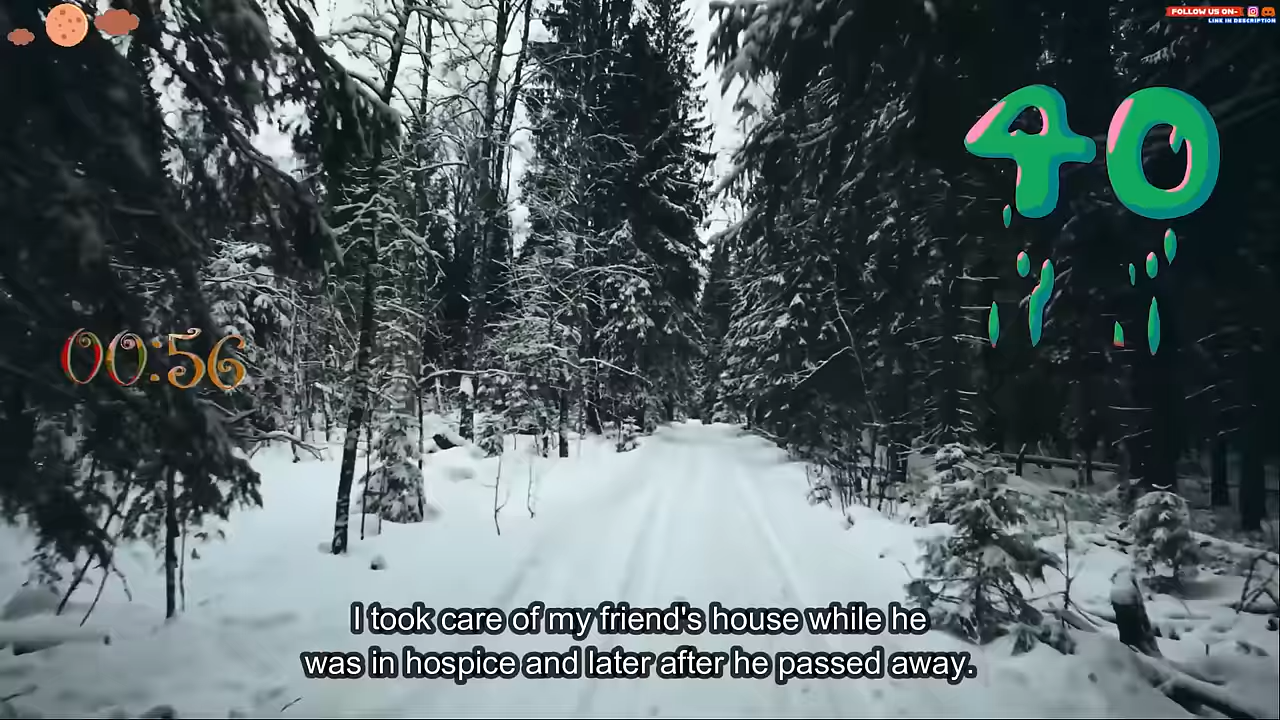 FOLLOW US ON-
LINK IN DESCRIPTION
40
00:56
I took care of my friend's house while he
was in hospice and later after he passed away.